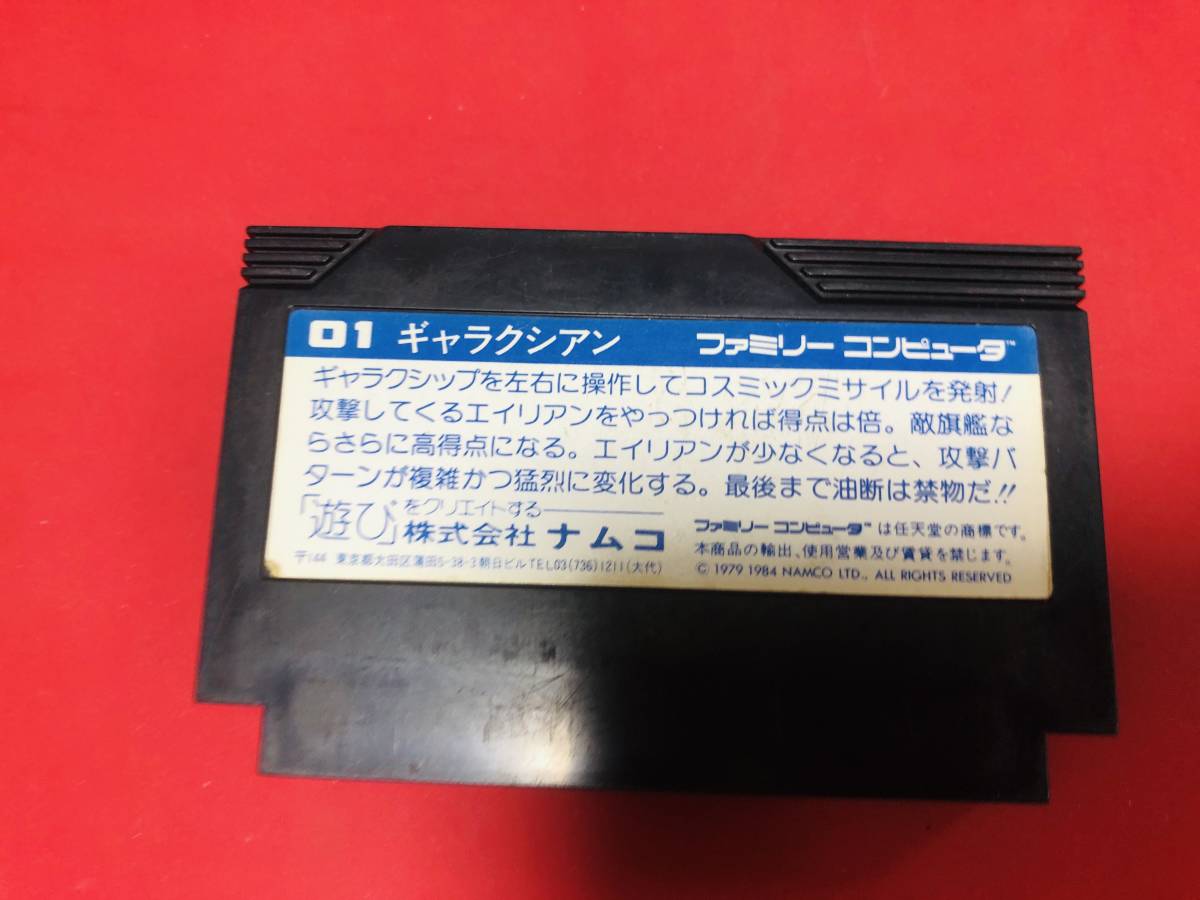 01 ギャラクシアン ファミリー コンピュータ™
ギャラクシップを左右に操作してコスミックミサイルを発射!
攻撃してくるエイリアンをやっつければ得点は倍。敵旗艦な
らさらに高得点になる。エイリアンが少なくなると、攻撃パ
ターンが複雑かつ猛烈に変化する。最後まで油断は禁物だ!!
「遊び」をクリエイトする
株式会社 ナムコ
〒144 東京都大田区蒲田5-38-3 朝日ビル TEL03(736)1211(大代)
ファミリー コンピュータ™ は任天堂の商標です。
本商品の輸出、使用営業及び賃貸を禁じます。
© 1979 1984 NAMCO LTD., ALL RIGHTS RESERVED